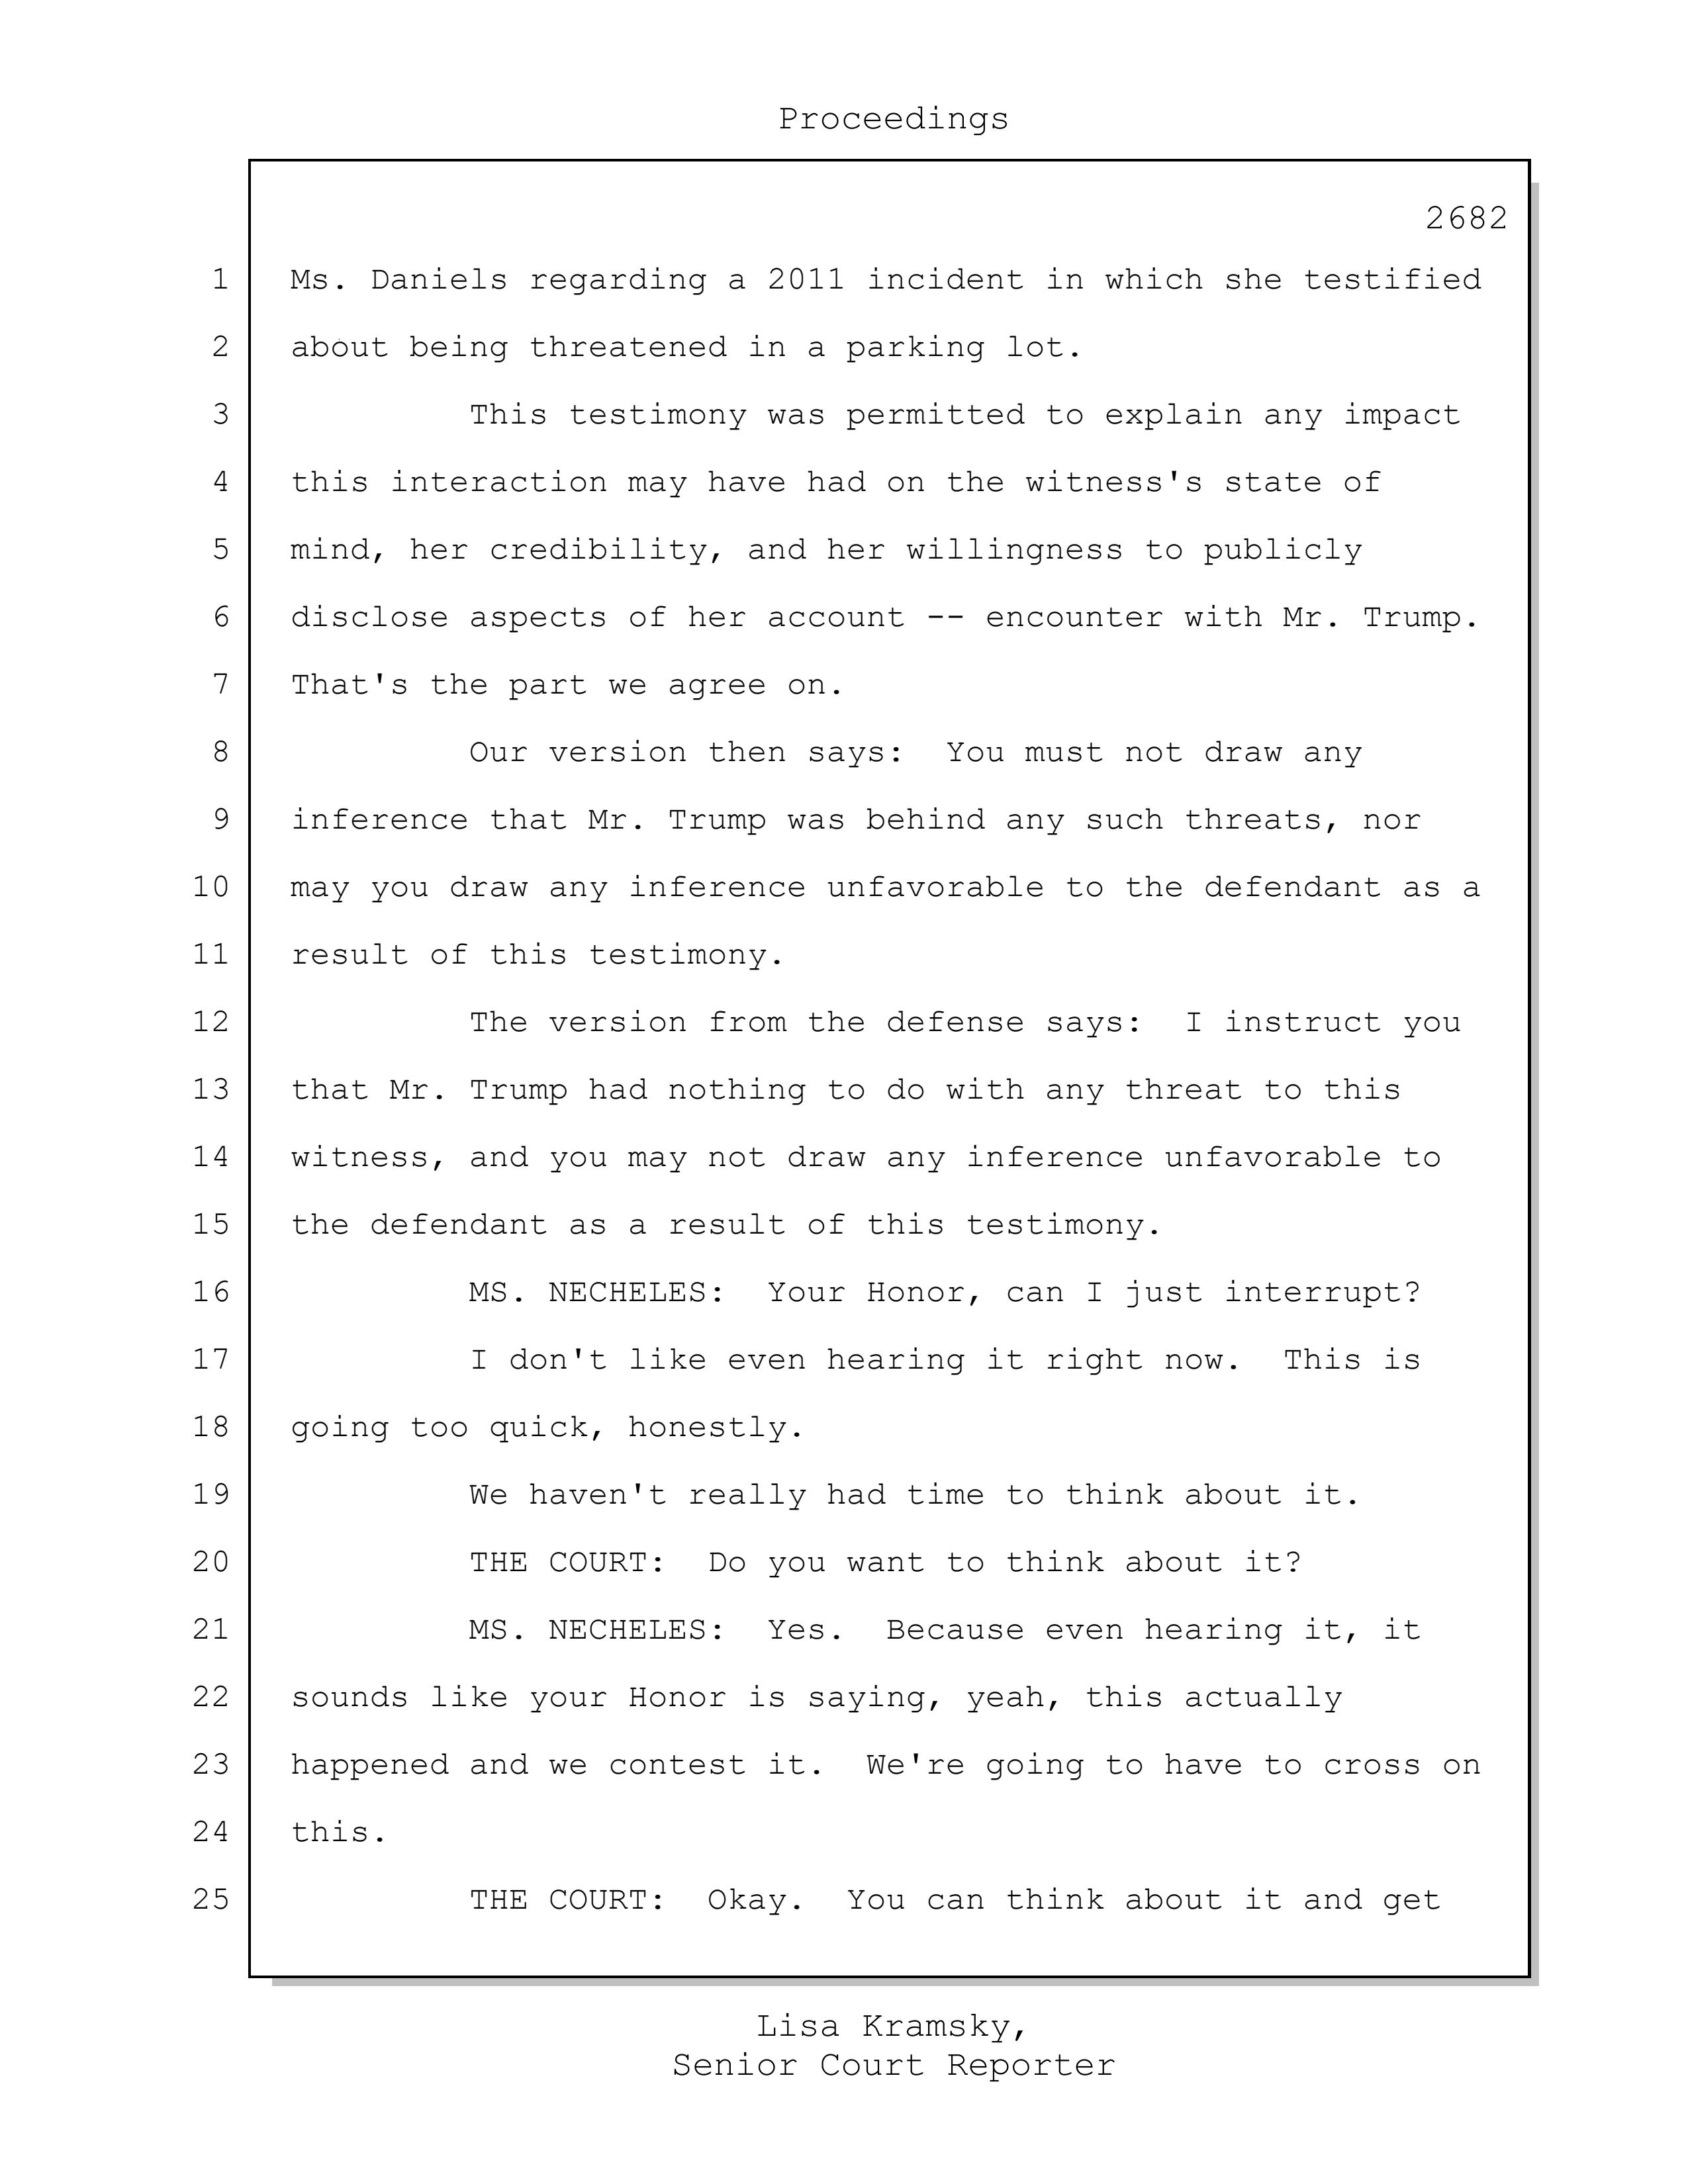 Proceedings
2682
1 Ms. Daniels regarding a 2011 incident in which she testified
2 about being threatened in a parking lot.
3 This testimony was permitted to explain any impact
4 this interaction may have had on the witness's state of
5 mind, her credibility, and her willingness to publicly
6 disclose aspects of her account -- encounter with Mr. Trump.
7 That's the part we agree on.
8 Our version then says:  You must not draw any
9 inference that Mr. Trump was behind any such threats, nor
10 may you draw any inference unfavorable to the defendant as a
11 result of this testimony.
12 The version from the defense says:  I instruct you
13 that Mr. Trump had nothing to do with any threat to this
14 witness, and you may not draw any inference unfavorable to
15 the defendant as a result of this testimony.
16 MS. NECHELES:  Your Honor, can I just interrupt?
17 I don't like even hearing it right now.  This is
18 going too quick, honestly.
19 We haven't really had time to think about it.
20 THE COURT:  Do you want to think about it?
21 MS. NECHELES:  Yes.  Because even hearing it, it
22 sounds like your Honor is saying, yeah, this actually
23 happened and we contest it.  We're going to have to cross on
24 this.
25 THE COURT:  Okay.  You can think about it and get
Lisa Kramsky,
Senior Court Reporter